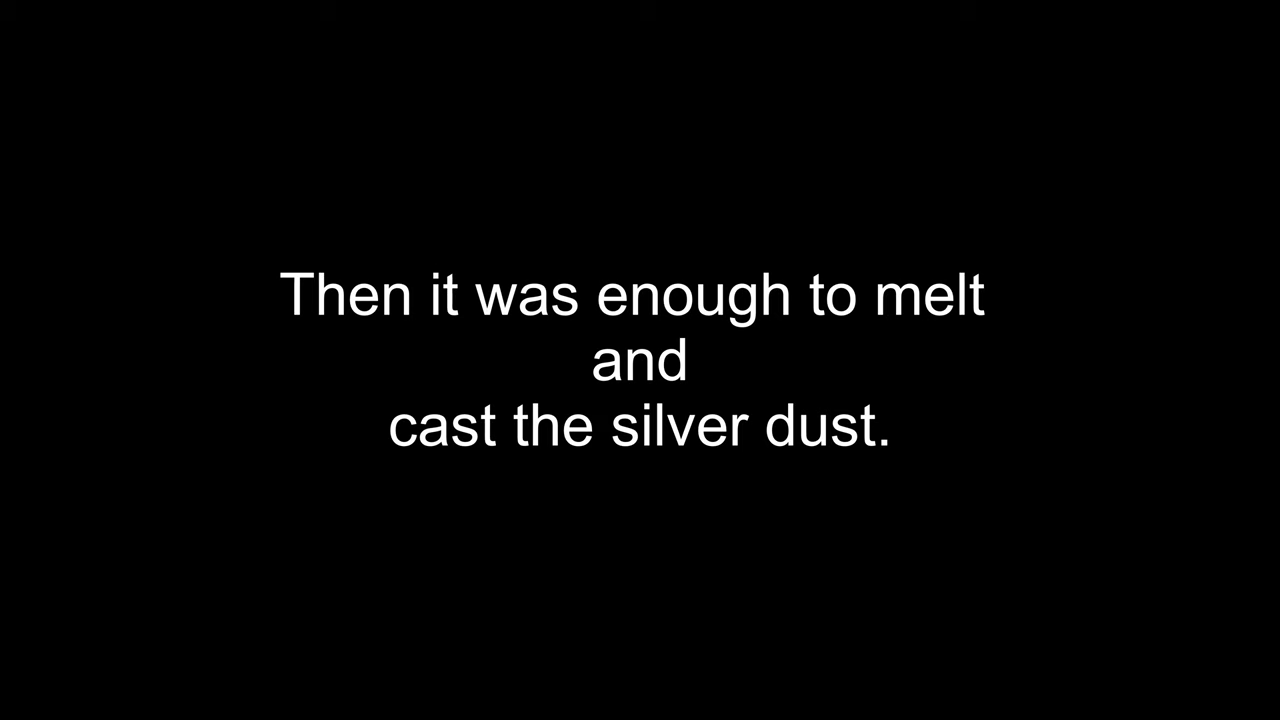 Then it was enough to melt
and
cast the silver dust.